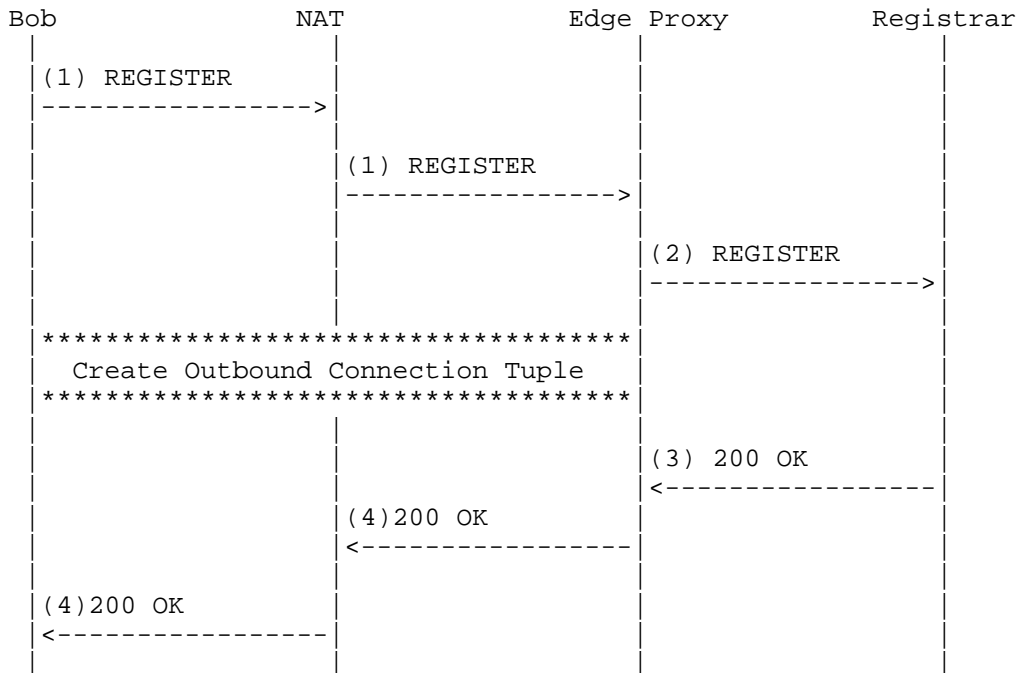 Bob NAT Edge Proxy Registrar
(1) REGISTER
(1) REGISTER
(2) REGISTER
*************************************
Create Outbound Connection Tuple
*************************************
(3) 200 OK
(4)200 OK
(4)200 OK